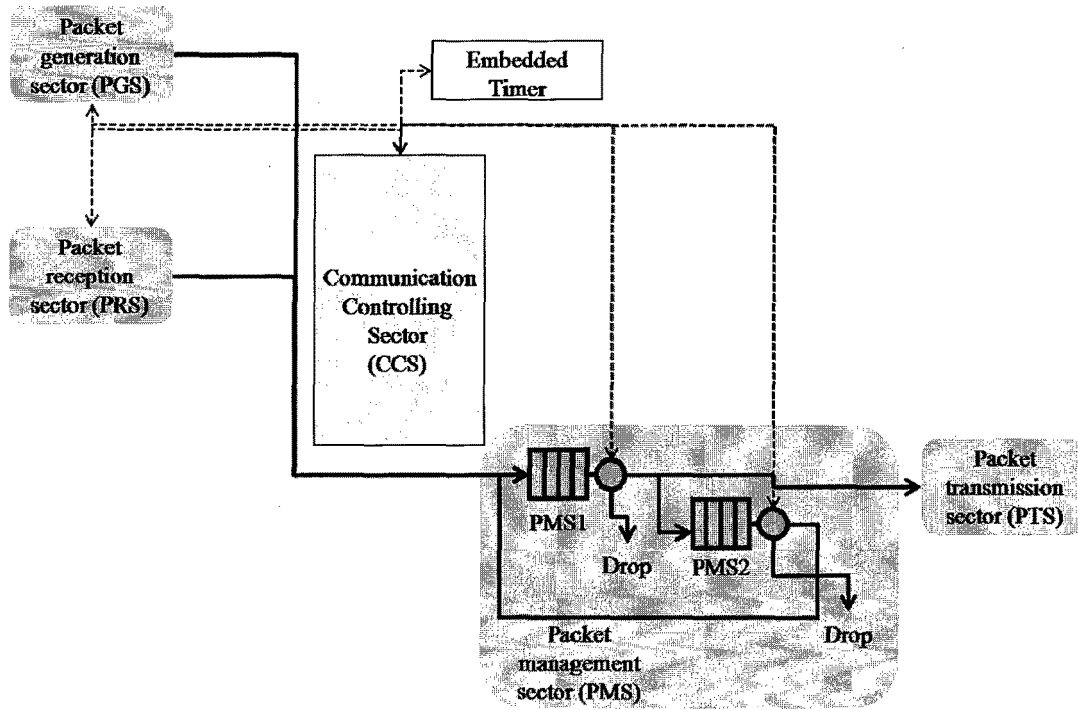 Packet
generation
sector (PGS)
Embedded
Timer
Packet
reception
sector (PRS)
Communication
Controlling
Sector
(CCS)
PMS1
Drop
PMS2
Drop
Packet
management
sector (PMS)
Packet
transmission
sector (PTS)